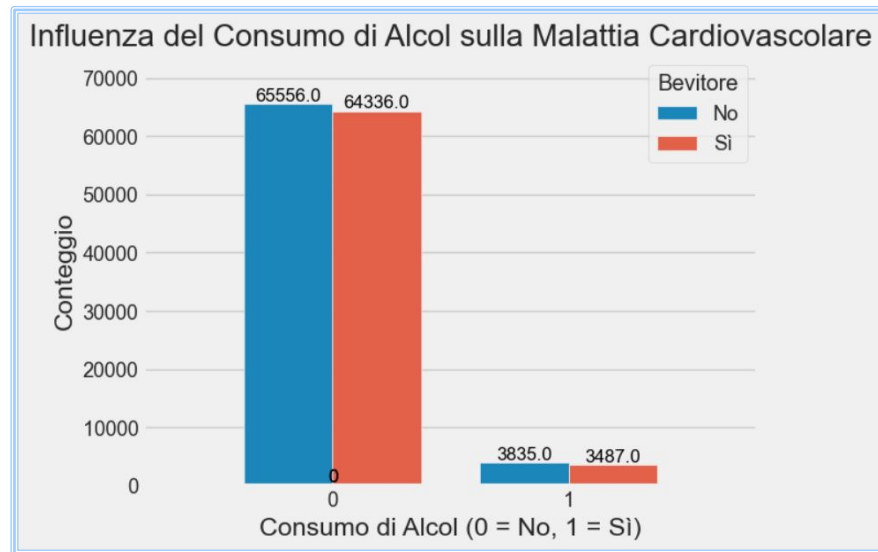 Influenza del Consumo di Alcol sulla Malattia Cardiovascolare
Bevitore
No
Sì
Conteggio
70000
60000
50000
40000
30000
20000
10000
0
65556.0
64336.0
0
3835.0
3487.0
0
1
Consumo di Alcol (0 = No, 1 = Sì)